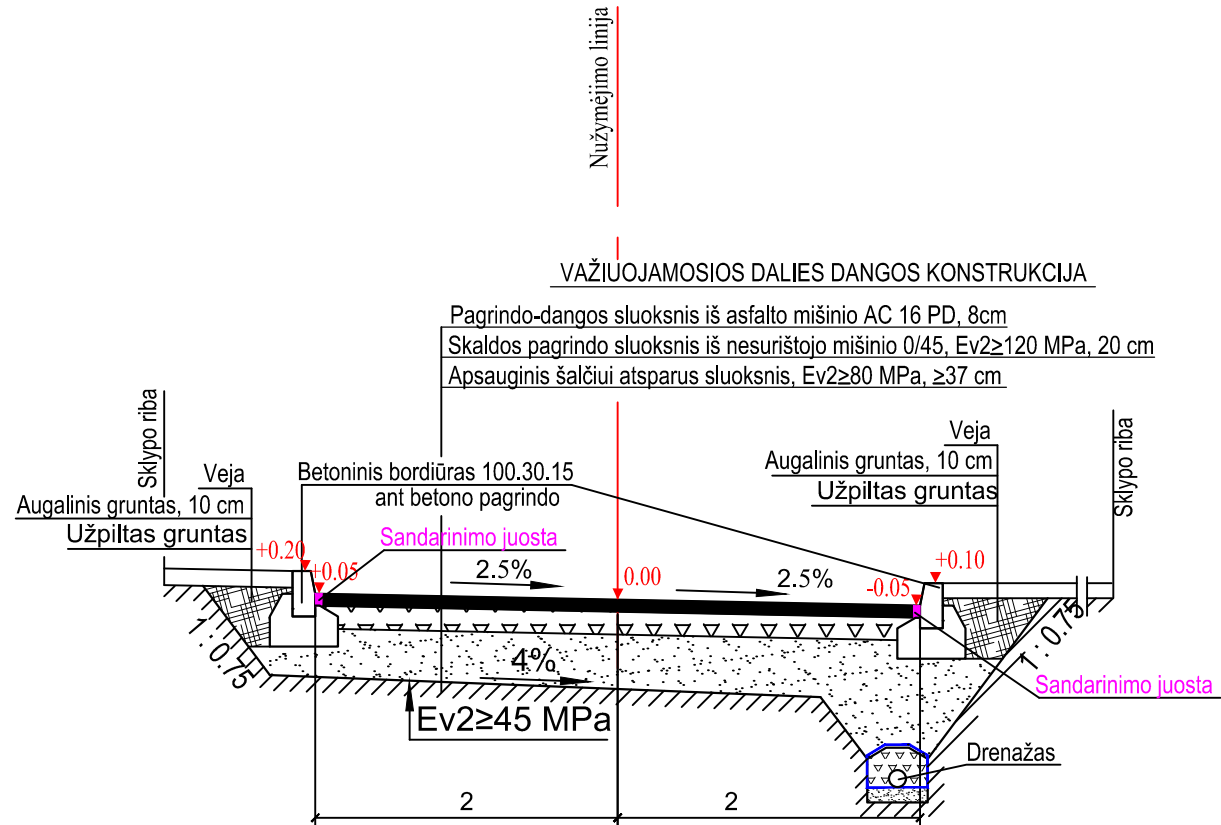 Nužymėjimo linija
VAŽIUOJAMOSIOS DALIES DANGOS KONSTRUKCIJA
Pagrindo-dangos sluoksnis iš asfalto mišinio AC 16 PD, 8cm
Skaldos pagrindo sluoksnis iš nesurištojo mišinio 0/45, Ev2≥120 MPa, 20 cm
Apsauginis šalčiui atsparus sluoksnis, Ev2≥80 MPa, ≥37 cm
Sklypo riba
Veja
Augalinis gruntas, 10 cm
Užpiltas gruntas
Betoninis bordiūras 100.30.15
ant betono pagrindo
Veja
Augalinis gruntas, 10 cm
Užpiltas gruntas
Sklypo riba
Sandarinimo juosta
+0.20
+0.05
2.5%
0.00
2.5%
-0.05
+0.10
1:0.75
4%
1:0.75
Sandarinimo juosta
Ev2≥45 MPa
Drenažas
2
2